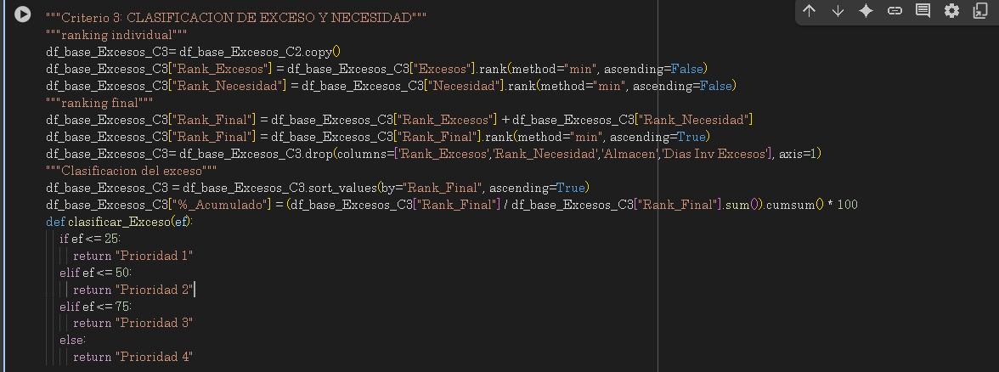 """Criterio 3: CLASIFICACION DE EXCESO Y NECESIDAD"""
"""ranking individual"""
df_base_Excesos_C3= df_base_Excesos_C2.copy()
df_base_Excesos_C3["Rank_Excesos"] = df_base_Excesos_C3["Excesos"].rank(method="min", ascending=False)
df_base_Excesos_C3["Rank_Necesidad"] = df_base_Excesos_C3["Necesidad"].rank(method="min", ascending=False)
"""ranking final"""
df_base_Excesos_C3["Rank_Final"] = df_base_Excesos_C3["Rank_Excesos"] + df_base_Excesos_C3["Rank_Necesidad"]
df_base_Excesos_C3["Rank_Final"] = df_base_Excesos_C3["Rank_Final"].rank(method="min", ascending=True)
df_base_Excesos_C3= df_base_Excesos_C3.drop(columns=['Rank_Excesos','Rank_Necesidad','Almacen','Dias Inv Excesos'], axis=1)
"""Clasificacion del exceso"""
df_base_Excesos_C3 = df_base_Excesos_C3.sort_values(by="Rank_Final", ascending=True)
df_base_Excesos_C3["%_Acumulado"] = (df_base_Excesos_C3["Rank_Final"] / df_base_Excesos_C3["Rank_Final"].sum()).cumsum() * 100
def clasificar_Exceso(ef):
    if ef <= 25:
        return "Prioridad 1"
    elif ef <= 50:
        return "Prioridad 2"
    elif ef <= 75:
        return "Prioridad 3"
    else:
        return "Prioridad 4"